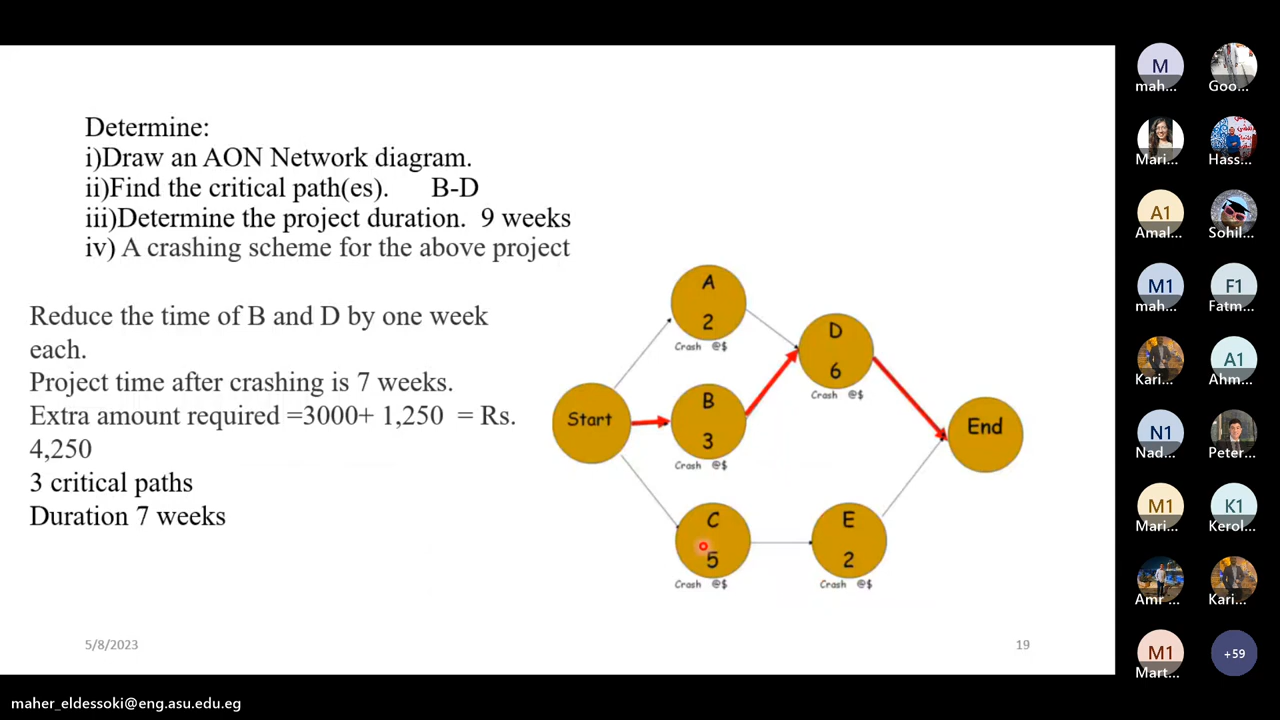 Determine:
i)Draw an AON Network diagram.
ii)Find the critical path(es). B-D
iii)Determine the project duration. 9 weeks
iv) A crashing scheme for the above project
Reduce the time of B and D by one week
each.
Project time after crashing is 7 weeks.
Extra amount required =3000+ 1,250 = Rs.
4,250
3 critical paths
Duration 7 weeks
A
2
Crash @$
D
6
Crash @$
Start
B
3
Crash @$
End
C
5
Crash @$
E
2
Crash @$
5/8/2023
19
M
mah...
Goo...
Mari...
Hass...
A1
Amal...
Sohil...
M1
mah...
F1
Fatm...
Kari...
A1
Ahm...
N1
Nad...
Peter...
M1
Mari...
K1
Kerol...
Amr ...
Kari...
M1
Mart...
+59
maher_eldessoki@eng.asu.edu.eg